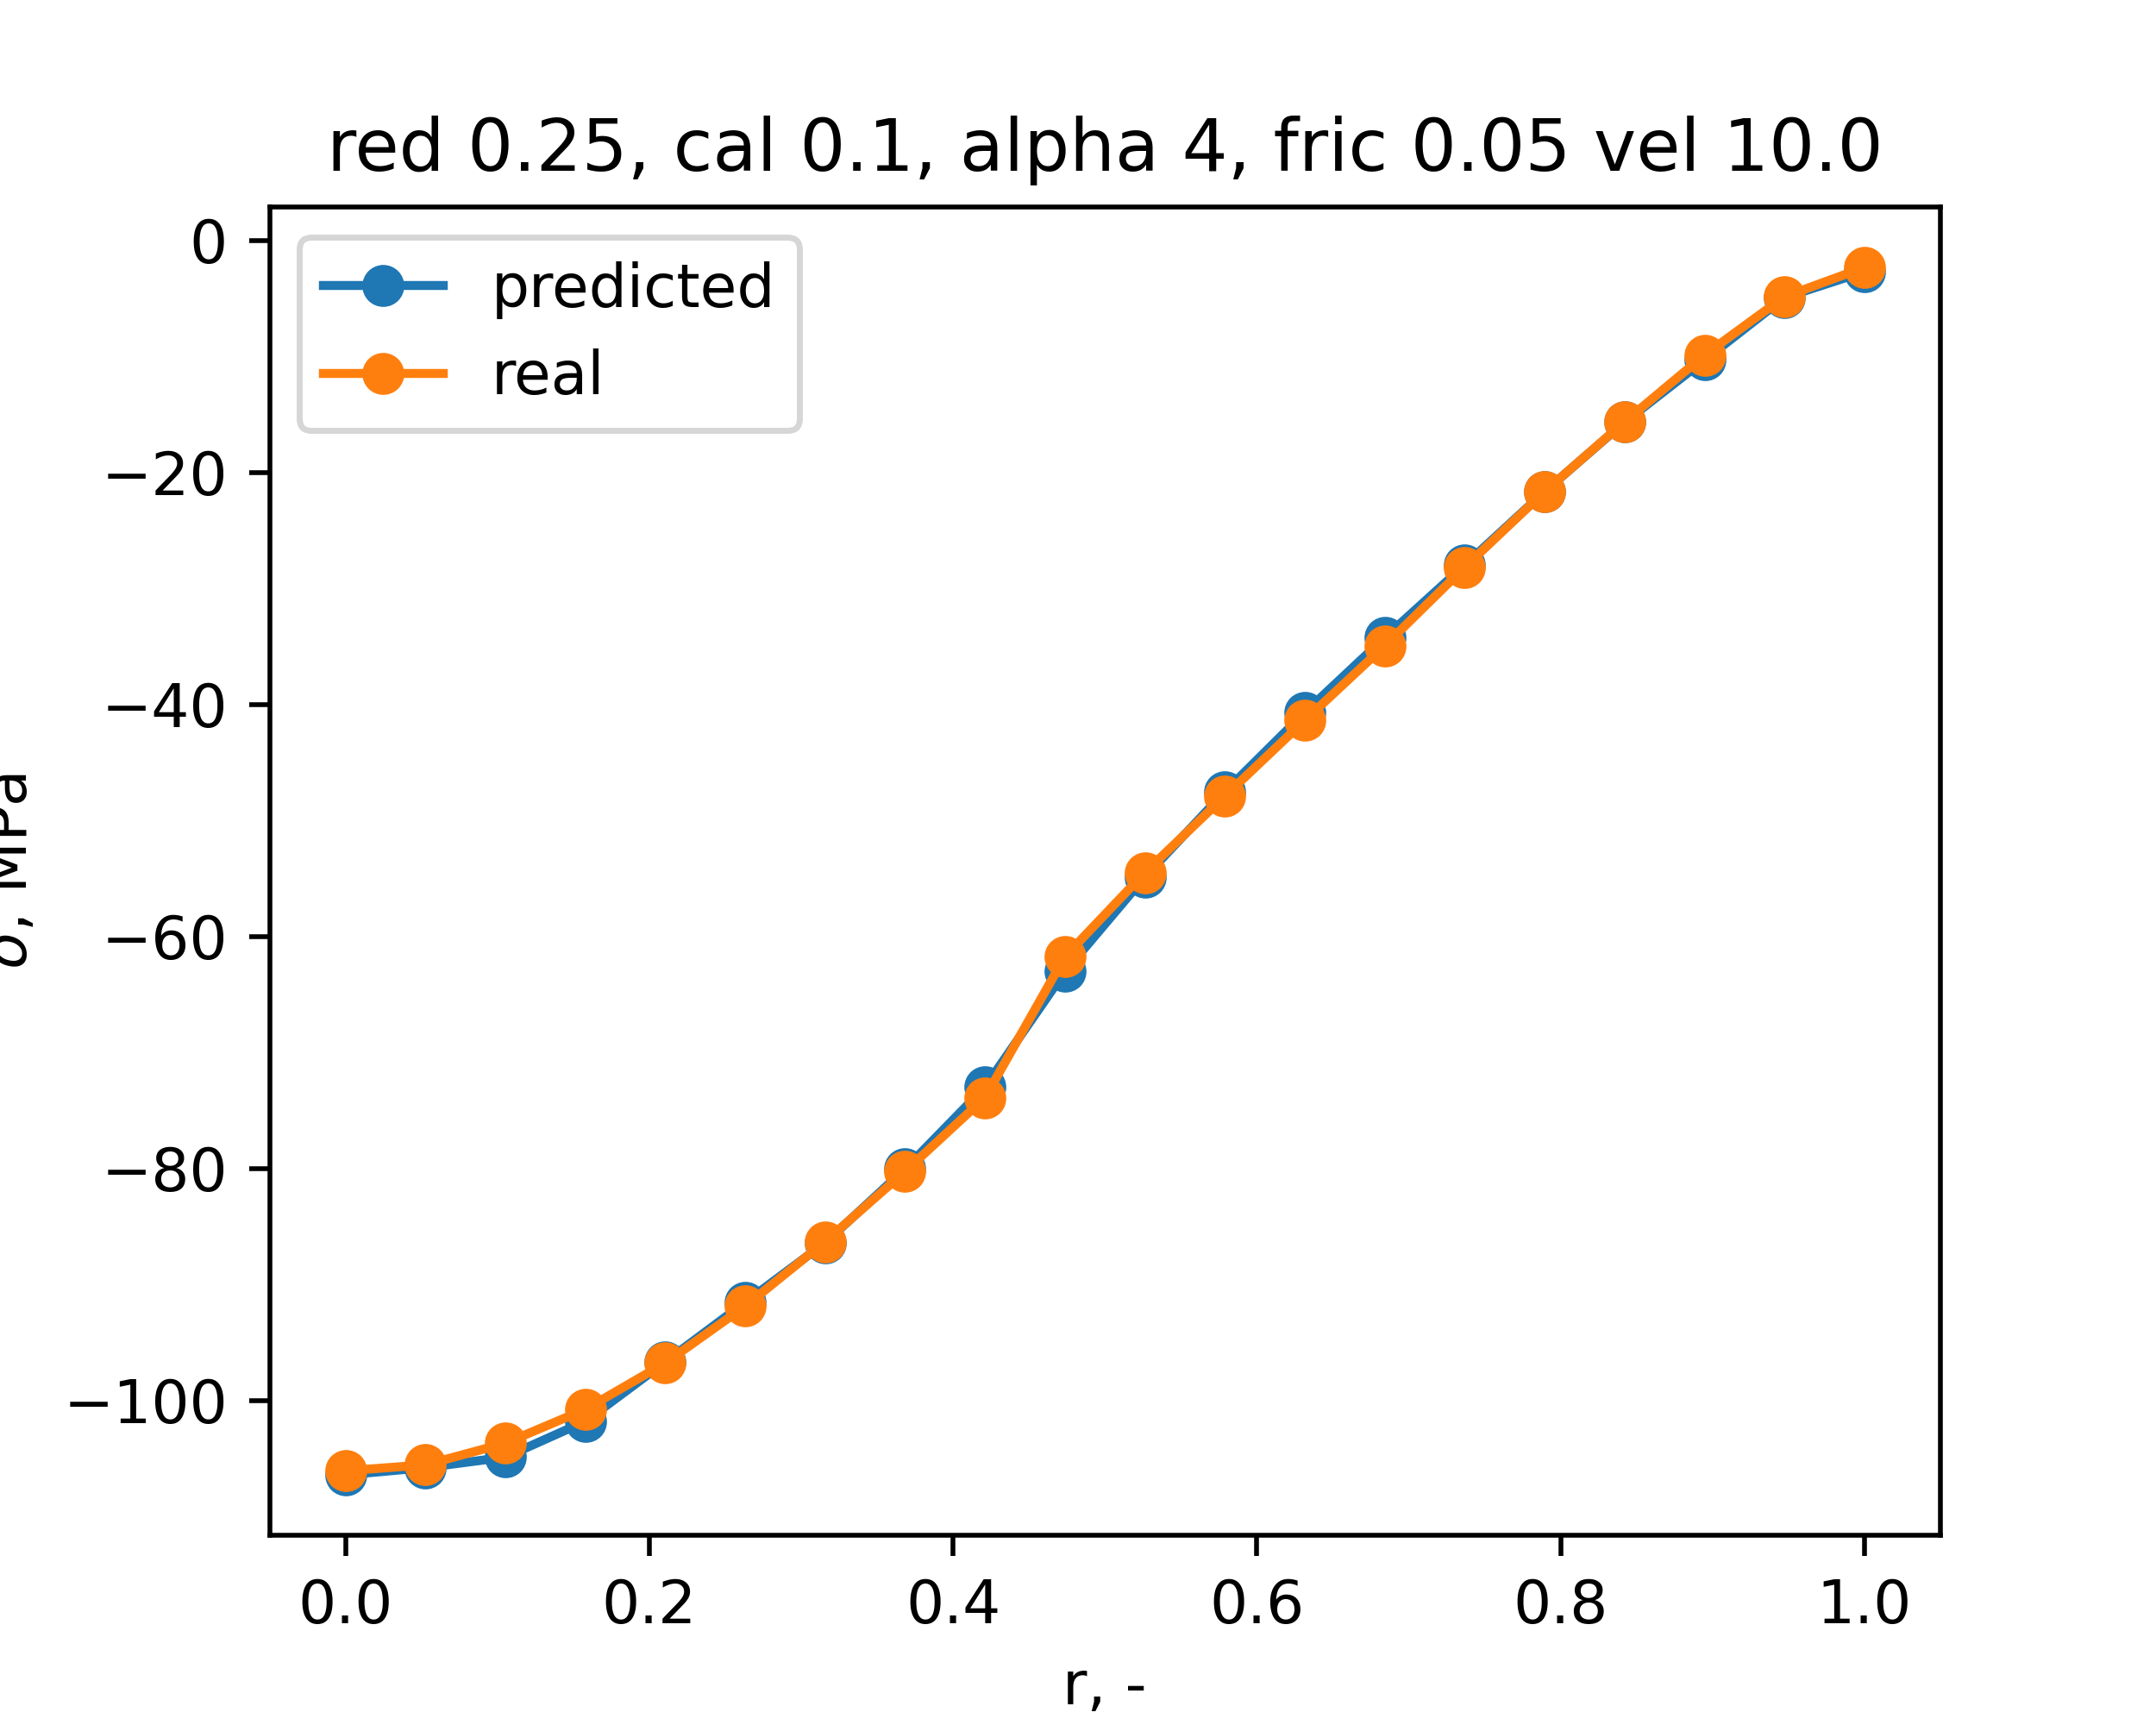 red 0.25, cal 0.1, alpha 4, fric 0.05 vel 10.0
predicted
real
0
−20
−40
−60
−80
−100
, MPa
0.0 0.2 0.4 0.6 0.8 1.0
r, -